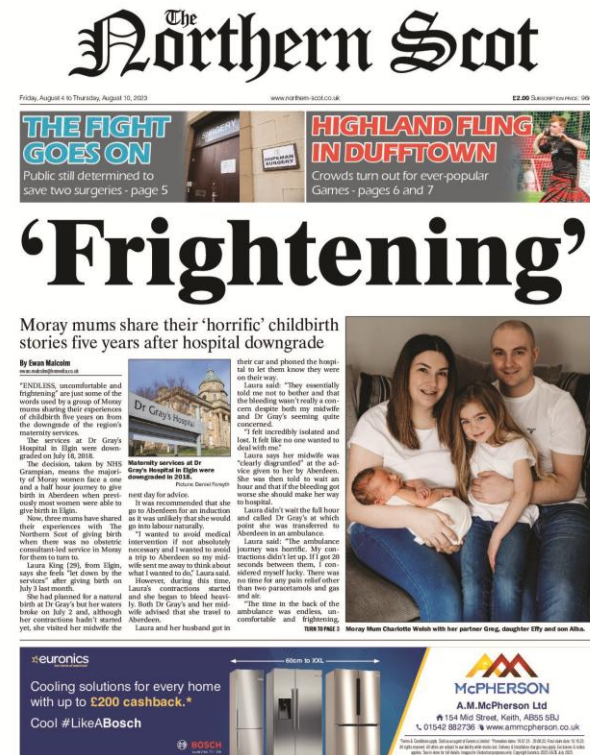 The
Northern Scot
Friday, August 4 to Thursday, August 10, 2023
www.northern-scot.co.uk
£2.00 SUBSCRIPTION PRICE: 96
THE FIGHT
GOES ON
Public still determined to
save two surgeries - page 5
SURGERY
SURGERY
HIGHLAND FLING
IN DUFFTOWN
Crowds turn out for ever-popular
Games - pages 6 and 7
‘Frightening’
Moray mums share their ‘horrific’ childbirth
stories five years after hospital downgrade
By Ewan Malcolm
"ENDLESS, uncomfortable and
frightening" are just some of the
words used by a group of Moray
mums sharing their experiences
of childbirth five years on from
the downgrade of the region's
maternity services.
The services at Dr Gray's
Hospital in Elgin were down-
graded on July 18, 2018.
The decision, taken by NHS
Grampian, means the majori-
ty of Moray women face a one
and a half hour journey to give
birth in Aberdeen when previ-
ously most women were able to
give birth in Elgin.
Now, three mums have shared
their experiences with The
Northern Scot of giving birth
when there was no obstetric
consultant-led service in Moray
for them to turn to.
Laura King (29), from Elgin,
says she feels "let down by the
services" after giving birth on
July 3 last month.
She had planned for a natural
birth at Dr Gray's but her waters
broke on July 2 and, although
her contractions hadn't started
yet, she visited her midwife the
Dr Gray's Hospital
Maternity services at Dr
Gray's Hospital in Elgin were
downgraded in 2018.
Picture: Daniel Forsyth
next day for advice.
It was recommended that she
go to Aberdeen for an induction
as it was unlikely that she would
go into labour naturally.
"I wanted to avoid medical
intervention if not absolutely
necessary and I wanted to avoid
a trip to Aberdeen so my mid-
wife sent me away to think about
what I wanted to do," Laura said.
However, during this time,
Laura's contractions started
and she began to bleed heavi-
ly. Both Dr Gray's and her mid-
wife advised that she travel to
Aberdeen.
Laura and her husband got in
their car and phoned the hospi-
tal to let them know they were
on their way.
Laura said: "They essentially
told me not to bother and that
the bleeding wasn't really a con-
cern despite both my midwife
and Dr Gray's seeming quite
concerned.
"I felt incredibly isolated and
lost. It felt like no one wanted to
deal with me."
Laura says her midwife was
"clearly disgruntled" at the ad-
vice given to her by Aberdeen.
She was then told to wait an
hour and that if the bleeding got
worse she should make her way
to hospital.
Laura didn't wait the full hour
and called Dr Gray's at which
point she was transferred to
Aberdeen in an ambulance.
Laura said: "The ambulance
journey was horrific. My con-
tractions didn't let up. If I got 20
seconds between them, I con-
sidered myself lucky. There was
no time for any pain relief other
than two paracetamols and gas
and air.
"The time in the back of the
ambulance was endless, un-
comfortable and frightening.
TURN TO PAGE 3
Moray Mum Charlotte Welsh with her partner Greg, daughter Effy and son Alba.
euronics
Cooling solutions for every home
with up to £200 cashback.*
Cool #LikeABosch
BOSCH
60cm to XXL
McPHERSON
A.M.McPherson Ltd
154 Mid Street, Keith, AB55 5BJ
01542 882736 www.ammcpherson.co.uk